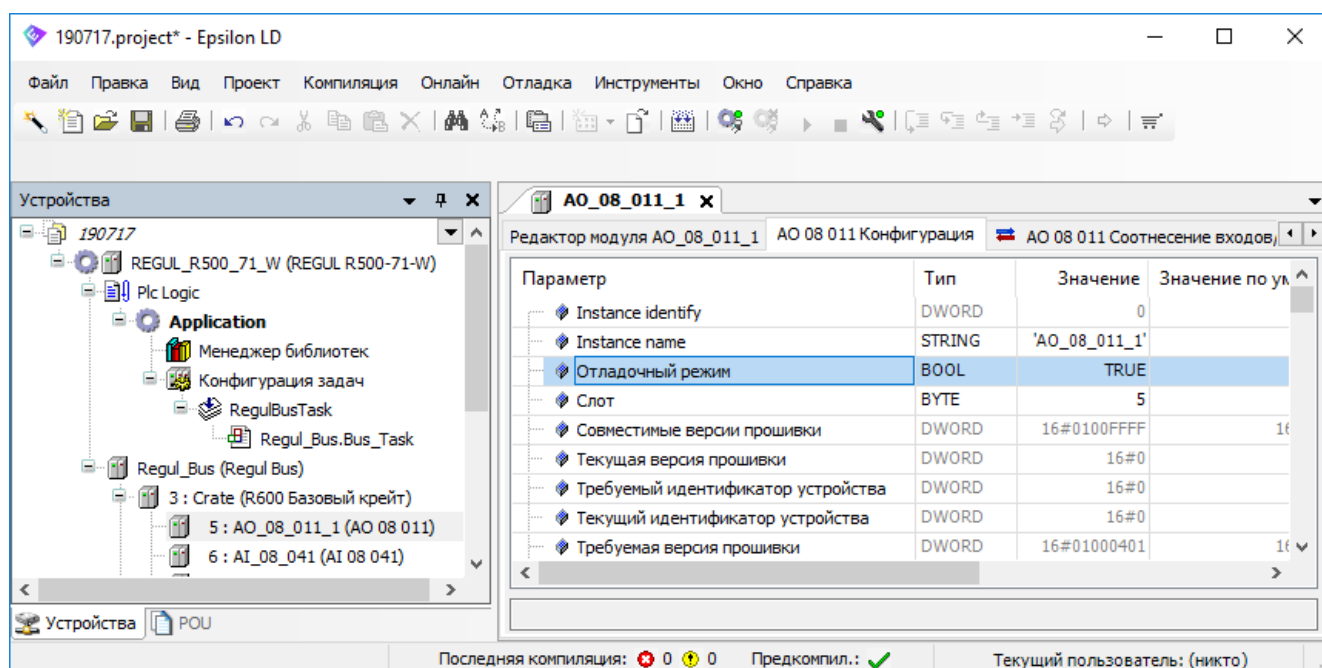 190717.project* - Epsilon LD
Файл Правка Вид Проект Компиляция Онлайн Отладка Инструменты Окно Справка
Устройства
190717
REGUL_R500_71_W (REGUL R500-71-W)
Plc Logic
Application
Менеджер библиотек
Конфигурация задач
RegulBusTask
Regul_Bus.Bus_Task
Regul_Bus (Regul Bus)
3 : Crate (R600 Базовый крейт)
5 : AO_08_011_1 (AO 08 011)
6 : AI_08_041 (AI 08 041)
Устройства POU
AO_08_011_1
Редактор модуля AO_08_011_1 AO 08 011 Конфигурация AO 08 011 Соотнесение входов/
Параметр Тип Значение Значение по ум
Instance identify DWORD 0
Instance name STRING 'AO_08_011_1'
Отладочный режим BOOL TRUE
Слот BYTE 5
Совместимые версии прошивки DWORD 16#0100FFFF 16
Текущая версия прошивки DWORD 16#0
Требуемый идентификатор устройства DWORD 16#0
Текущий идентификатор устройства DWORD 16#0
Требуемая версия прошивки DWORD 16#01000401 16
Последняя компиляция: 0 0 Предкомпил.: Текущий пользователь: (никто)